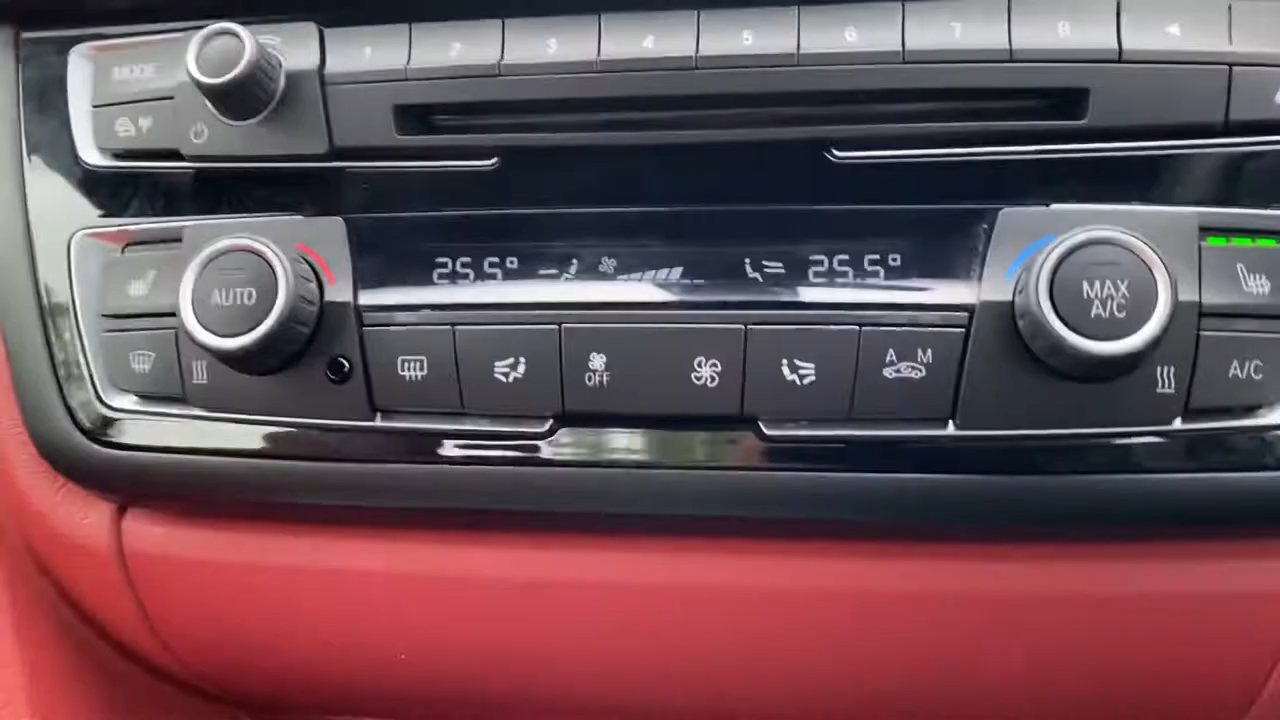 1 2 3 4 5 6 7 8
MODE
25.5° 25.5°
AUTO
MAX
A/C
OFF
A M
A/C